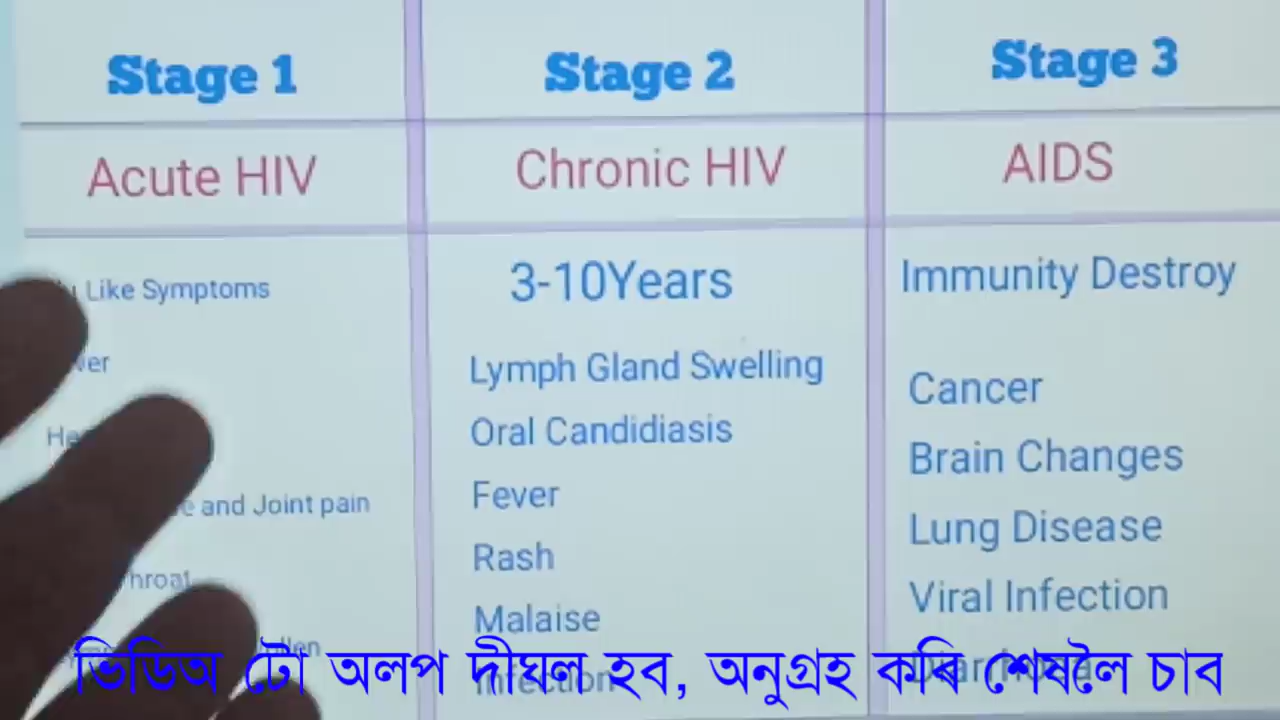 Stage 1
Stage 2
Stage 3
Acute HIV
Chronic HIV
AIDS
Like Symptoms
and Joint pain
3-10Years
Lymph Gland Swelling
Oral Candidiasis
Fever
Rash
Malaise
Infection
Immunity Destroy
Cancer
Brain Changes
Lung Disease
Viral Infection
ভিডিঅ টো অলপ দীঘল হব, অনুগ্ৰহ কৰি শেষলৈ চাব